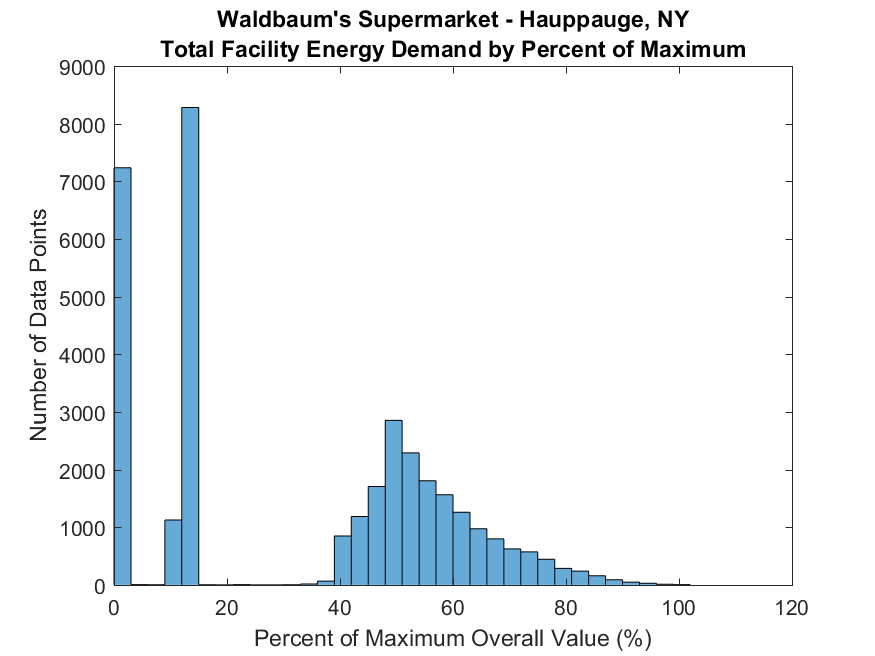 Waldbaum's Supermarket - Hauppauge, NY
Total Facility Energy Demand by Percent of Maximum
9000
8000
7000
6000
5000
4000
3000
2000
1000
0
Number of Data Points
0 20 40 60 80 100 120
Percent of Maximum Overall Value (%)